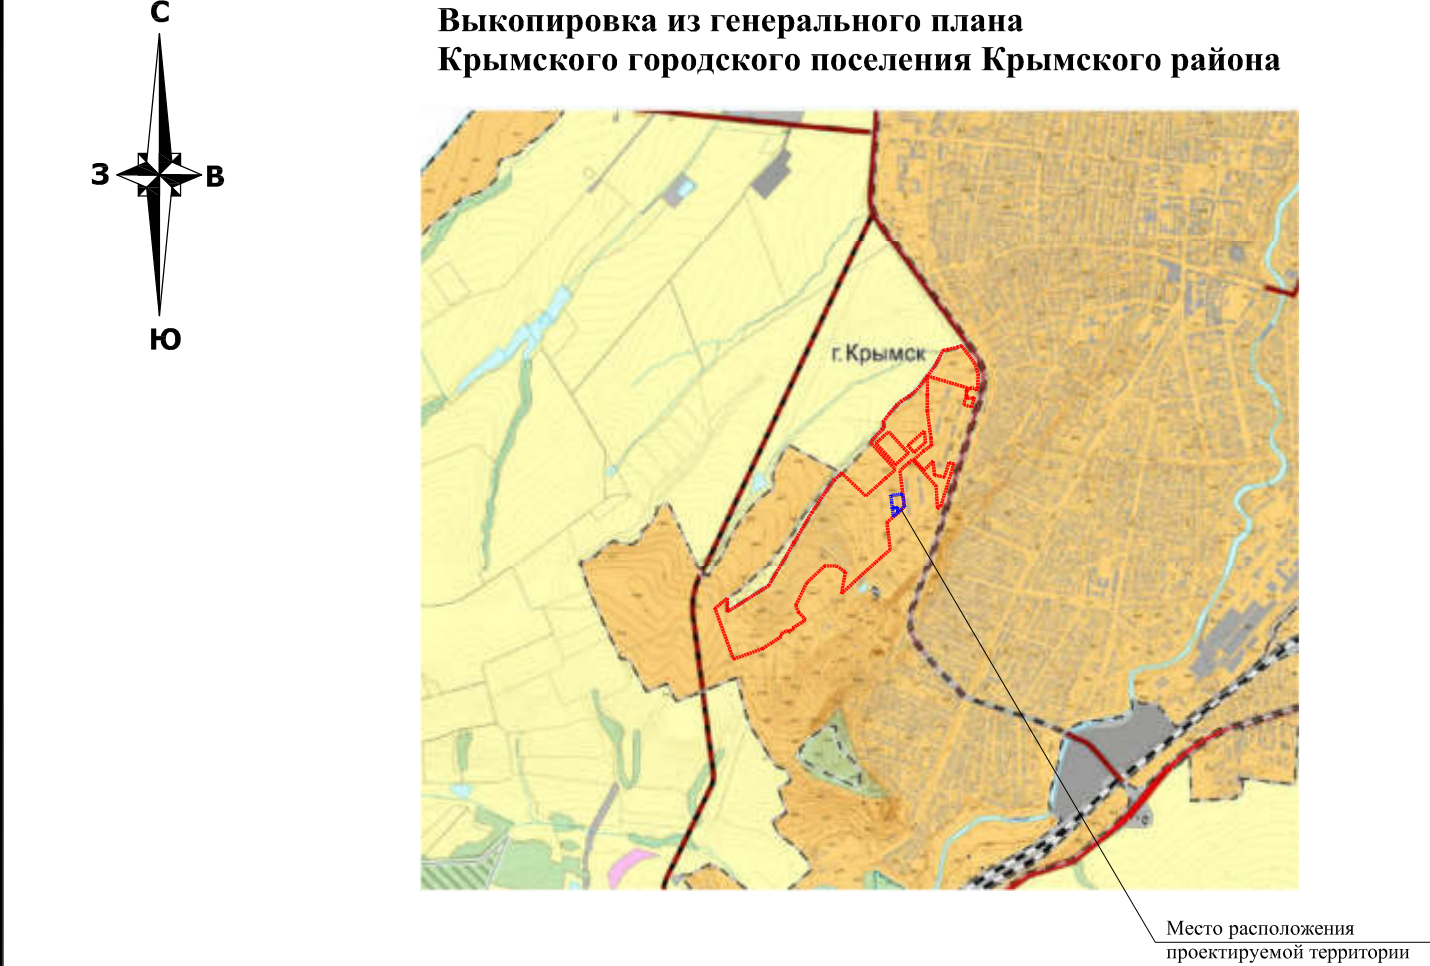 С
Выкопировка из генерального плана
Крымского городского поселения Крымского района
З
В
Ю
г.Крымск
Место расположения
проектируемой территории